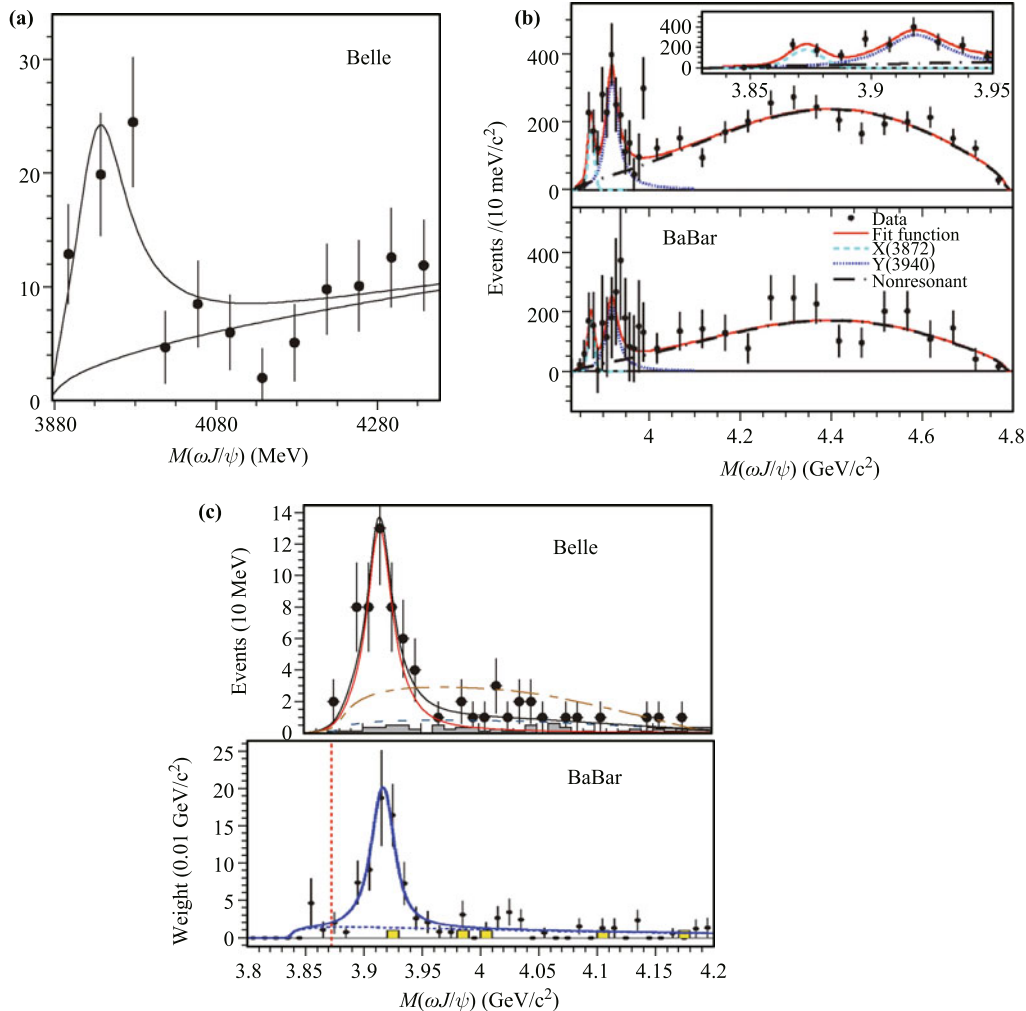 (a)
Belle
30
20
10
0
3880
4080
4280
M(ωJ/ψ) (MeV)
(b)
400
200
0
3.85
3.9
3.95
400
200
0
Events /(10 meV/c²)
BaBar
Data
Fit function
X(3872)
Y(3940)
Nonresonant
400
200
0
4
4.2
4.4
4.6
4.8
M(ωJ/ψ) (GeV/c²)
(c)
Belle
14
12
10
8
6
4
2
0
Events (10 MeV)
BaBar
25
20
15
10
5
0
Weight (0.01 GeV/c²)
3.8
3.85
3.9
3.95
4
4.05
4.1
4.15
4.2
M(ωJ/ψ) (GeV/c²)